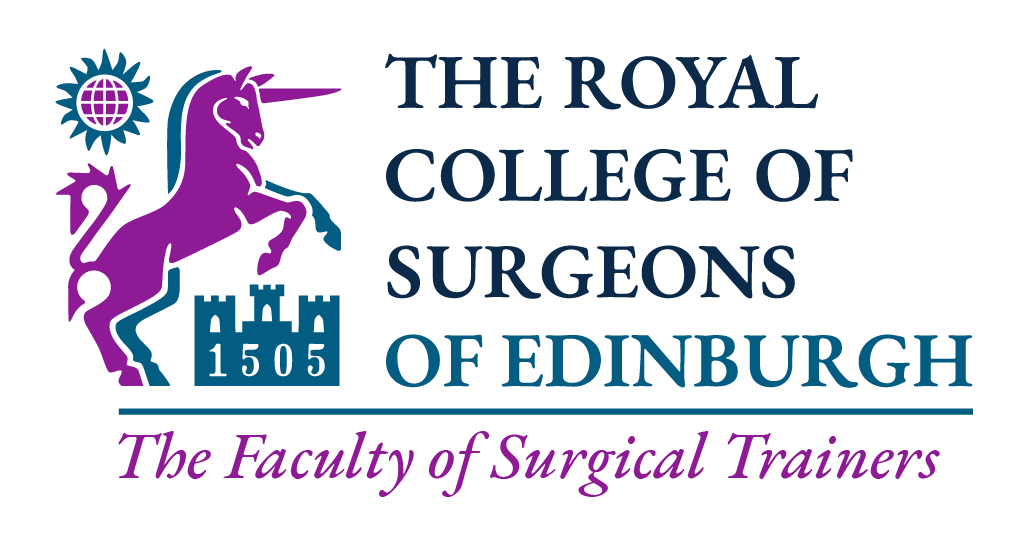 THE ROYAL
COLLEGE OF
SURGEONS
OF EDINBURGH
1505
The Faculty of Surgical Trainers